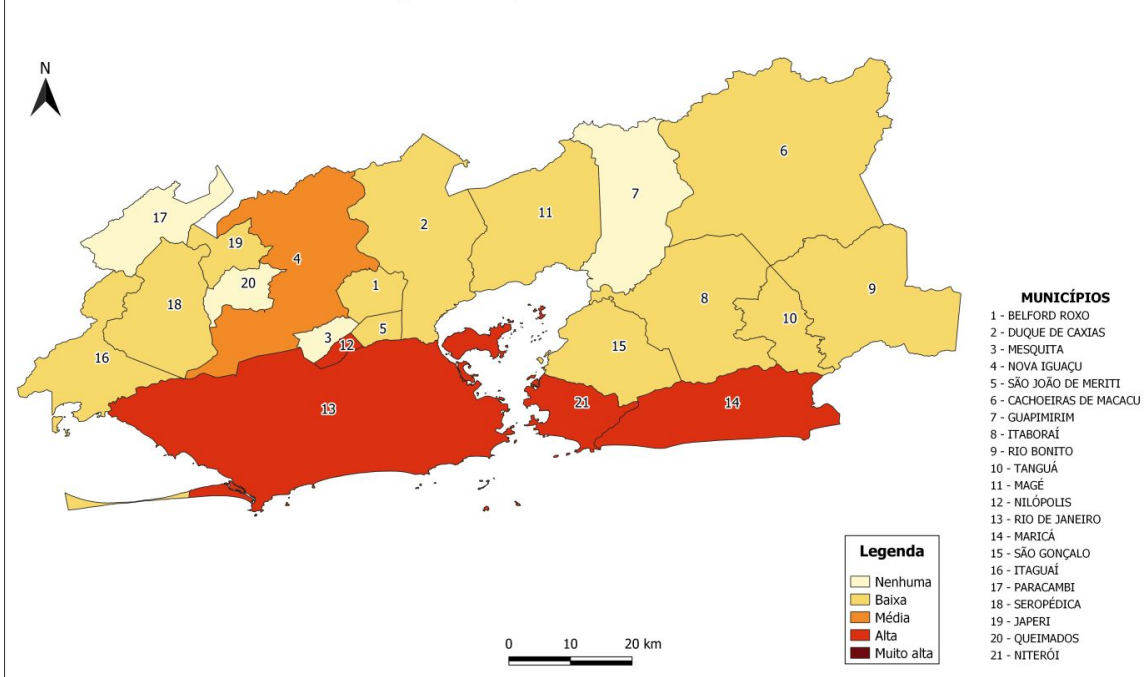 N
6
7
17
11
2
19
4
20
1
9
18
8
10
3
5
12
15
16
13
21
14
MUNICÍPIOS
1 - BELFORD ROXO
2 - DUQUE DE CAXIAS
3 - MESQUITA
4 - NOVA IGUAÇU
5 - SÃO JOÃO DE MERITI
6 - CACHOEIRAS DE MACACU
7 - GUAPIMIRIM
8 - ITABORAÍ
9 - RIO BONITO
10 - TANGUÁ
11 - MAGÉ
12 - NILÓPOLIS
13 - RIO DE JANEIRO
14 - MARICÁ
15 - SÃO GONÇALO
16 - ITAGUAÍ
17 - PARACAMBI
18 - SEROPÉDICA
19 - JAPERI
20 - QUEIMADOS
21 - NITERÓI
Legenda
Nenhuma
Baixa
Média
Alta
Muito alta
0 10 20 km